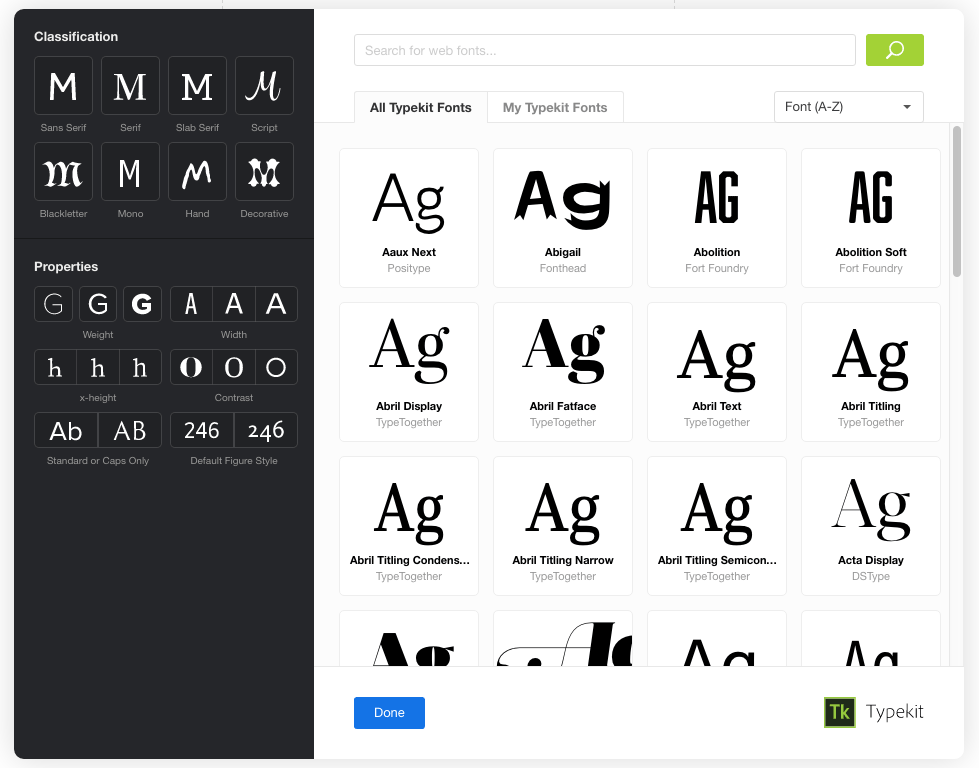 Classification
M M M M
Sans Serif Serif Slab Serif Script
M M M M
Blackletter Mono Hand Decorative
Properties
G G G A A A
Weight Width
h h h O O O
x-height Contrast
Ab AB 246 246
Standard or Caps Only Default Figure Style
Search for web fonts...
All Typekit Fonts My Typekit Fonts Font (A-Z)
Ag Ag AG AG
Aaux Next Abigail Abolition Abolition Soft
Positype Fonthead Fort Foundry Fort Foundry
Ag Ag Ag Ag
Abril Display Abril Fatface Abril Text Abril Titling
TypeTogether TypeTogether TypeTogether TypeTogether
Ag Ag Ag Ag
Abril Titling Condens... Abril Titling Narrow Abril Titling Semicon... Acta Display
TypeTogether TypeTogether TypeTogether DSType
Ag Ag Ag Ag
Done Tk Typekit